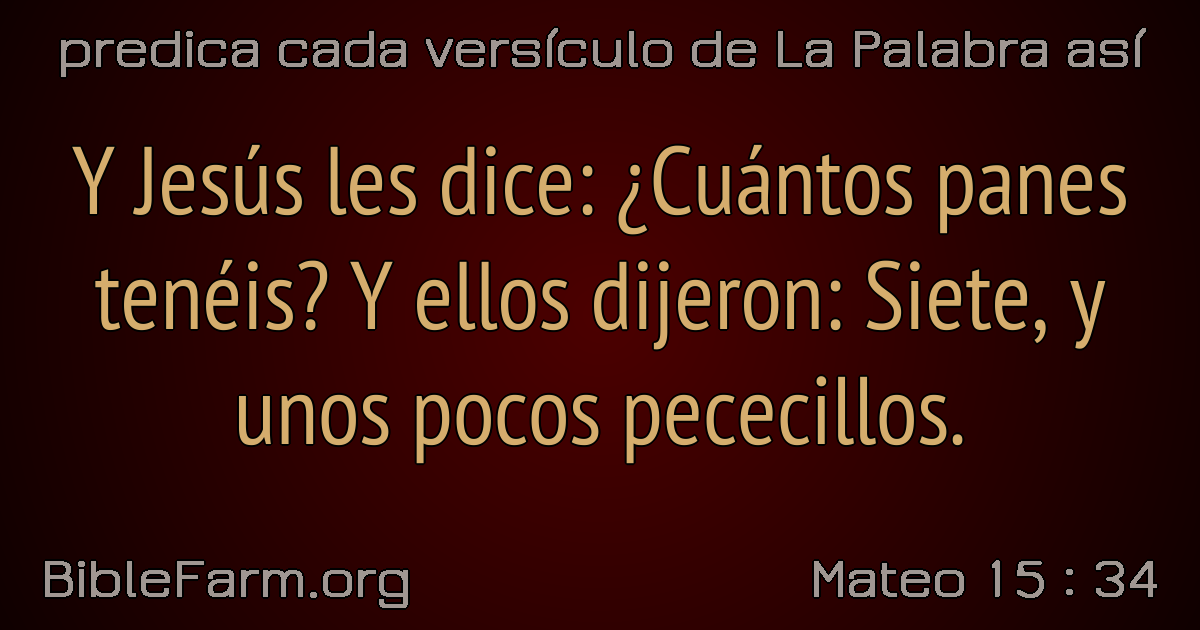 predica cada versículo de La Palabra así
Y Jesús les dice: ¿Cuántos panes
tenéis? Y ellos dijeron: Siete, y
unos pocos pececillos.
BibleFarm.org
Mateo 15 : 34